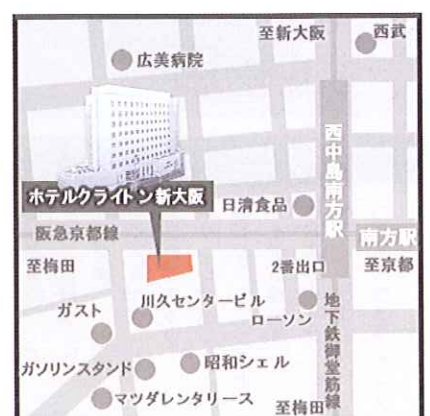 至新大阪
西武
広美病院
西中島南方駅
ホテルクライトン新大阪
日清食品
阪急京都線
南方駅
至梅田
2番出口
至京都
川久センタービル
ガスト
ローソン
地下鉄御堂筋線
ガソリンスタンド
昭和シェル
マツダレンタリース
至梅田